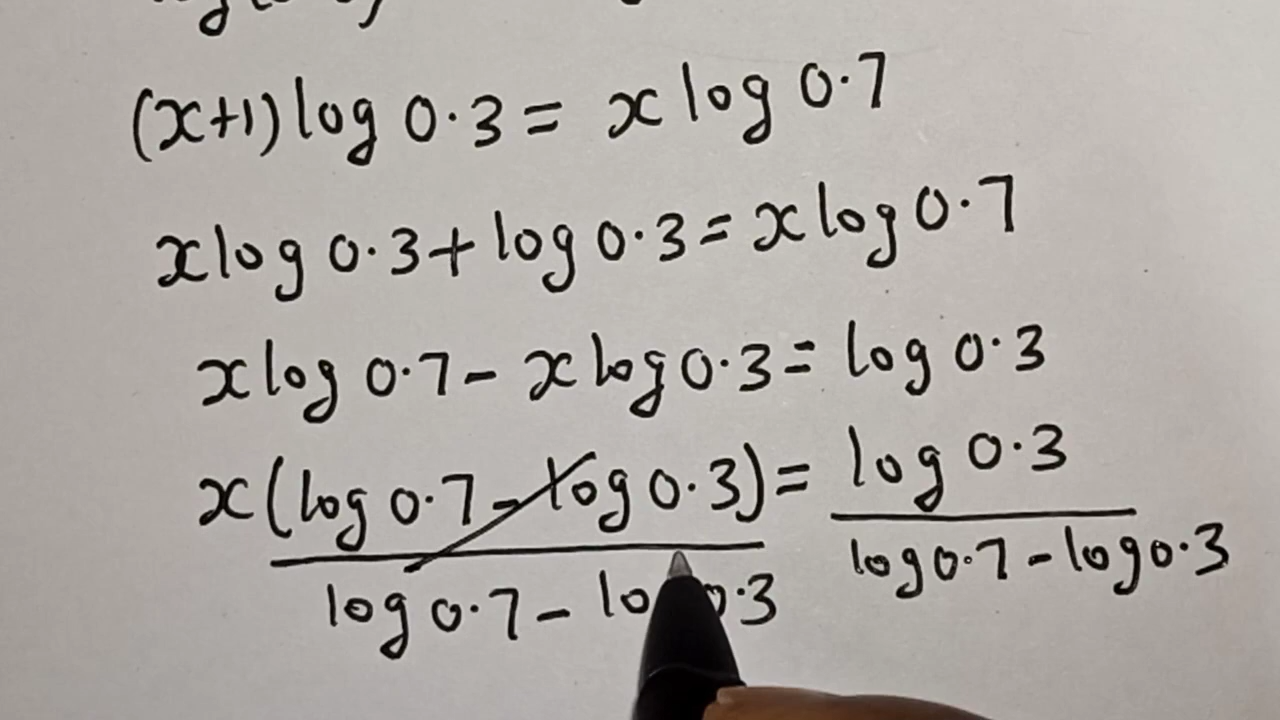 (x+1) log 0.3 = x log 0.7
x log 0.3 + log 0.3 = x log 0.7
x log 0.7 - x log 0.3 = log 0.3
x (log 0.7 - log 0.3) = log 0.3
log 0.7 - lo 0.3 log 0.7 - log 0.3